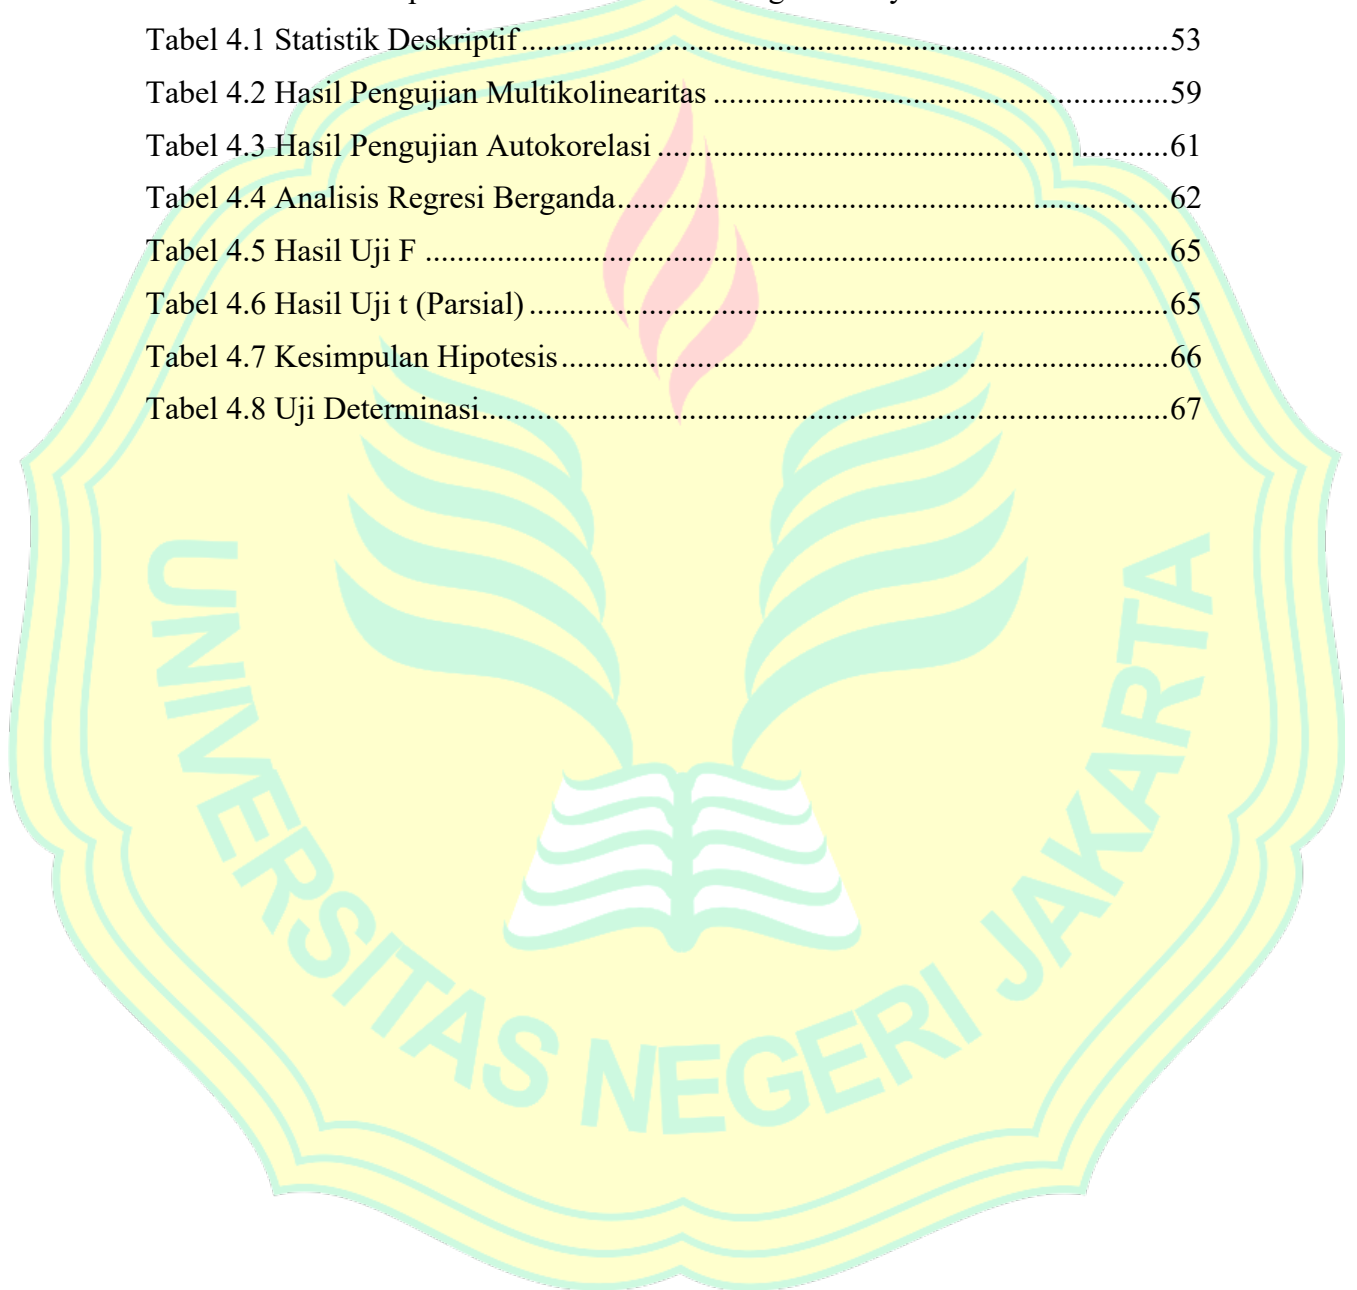 Tabel 4.1 Statistik Deskriptif....................................................................................53
Tabel 4.2 Hasil Pengujian Multikolinearitas ..........................................................59
Tabel 4.3 Hasil Pengujian Autokorelasi .................................................................61
Tabel 4.4 Analisis Regresi Berganda......................................................................62
Tabel 4.5 Hasil Uji F ..............................................................................................65
Tabel 4.6 Hasil Uji t (Parsial) .................................................................................65
Tabel 4.7 Kesimpulan Hipotesis.............................................................................66
Tabel 4.8 Uji Determinasi.......................................................................................67
UNIVERSITAS NEGERI JAKARTA